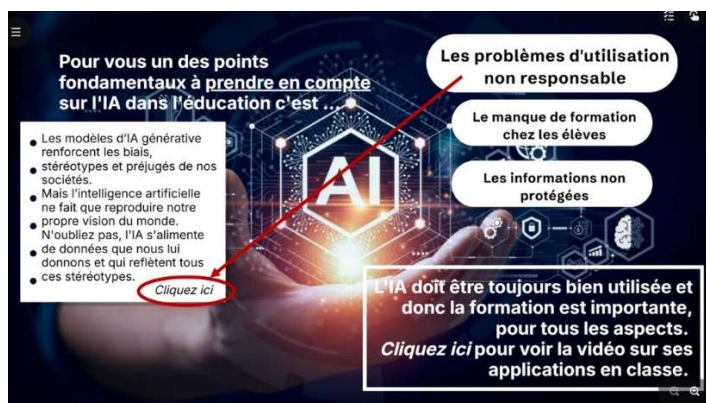 Pour vous un des points
fondamentaux à prendre en compte
sur l'IA dans l'éducation c'est ...
Les modèles d'IA générative
renforcent les biais,
stéréotypes et préjugés de nos
sociétés.
Mais l'intelligence artificielle
ne fait que reproduire notre
propre vision du monde.
N'oubliez pas, l'IA s'alimente
de données que nous lui
donnons et qui reflètent tous
ces stéréotypes.
Cliquez ici
Les problèmes d'utilisation
non responsable
Le manque de formation
chez les élèves
Les informations non
protégées
AI
L'IA doit être toujours bien utilisée et
donc la formation est importante,
pour tous les aspects.
Cliquez ici pour voir la vidéo sur ses
applications en classe.